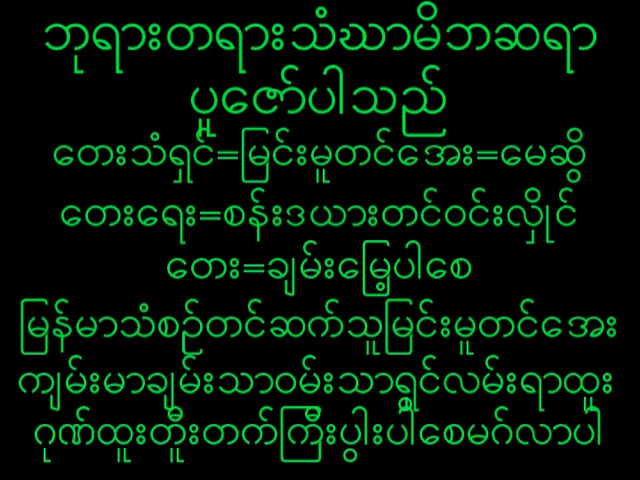 ဘုရားတရားသံဃာမိဘဆရာ
ပူဇော်ပါသည်
တေးသံရှင်=မြင်းမူတင်အေး=မေဆွိ
တေးရေး=စန်းဒယားတင်ဝင်းလှိုင်
တေး=ချမ်းမြေ့ပါစေ
မြန်မာသံစဉ်တင်ဆက်သူမြင်းမူတင်အေး
ကျမ်းမာချမ်းသာဝမ်းသာရွှင်လမ်းရာထူး
ဂုဏ်ထူးတိူးတက်ကြီးပွါးပါစေမင်္ဂလာပါ